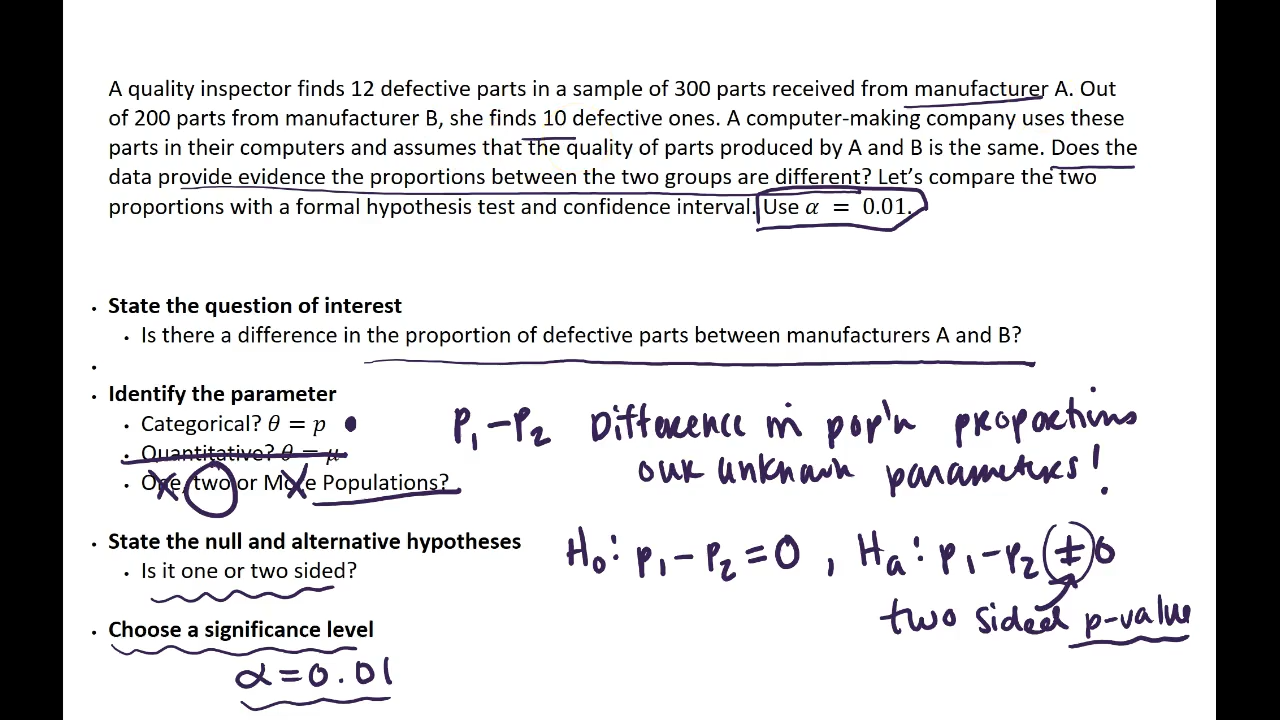 A quality inspector finds 12 defective parts in a sample of 300 parts received from manufacturer A. Out
of 200 parts from manufacturer B, she finds 10 defective ones. A computer-making company uses these
parts in their computers and assumes that the quality of parts produced by A and B is the same. Does the
data provide evidence the proportions between the two groups are different? Let's compare the two
proportions with a formal hypothesis test and confidence interval. Use α = 0.01.
• State the question of interest
• Is there a difference in the proportion of defective parts between manufacturers A and B?
•
• Identify the parameter
• Categorical? θ = p
• Quantitative? θ = μ
• One, two or More Populations?
P₁ − P₂ Difference in pop'n proportions
our unknown parameters!
• State the null and alternative hypotheses
• Is it one or two sided?
H₀: p₁ − p₂ = 0, Hₐ: p₁ − p₂ ≠ 0
two sided p-value
• Choose a significance level
α = 0.01